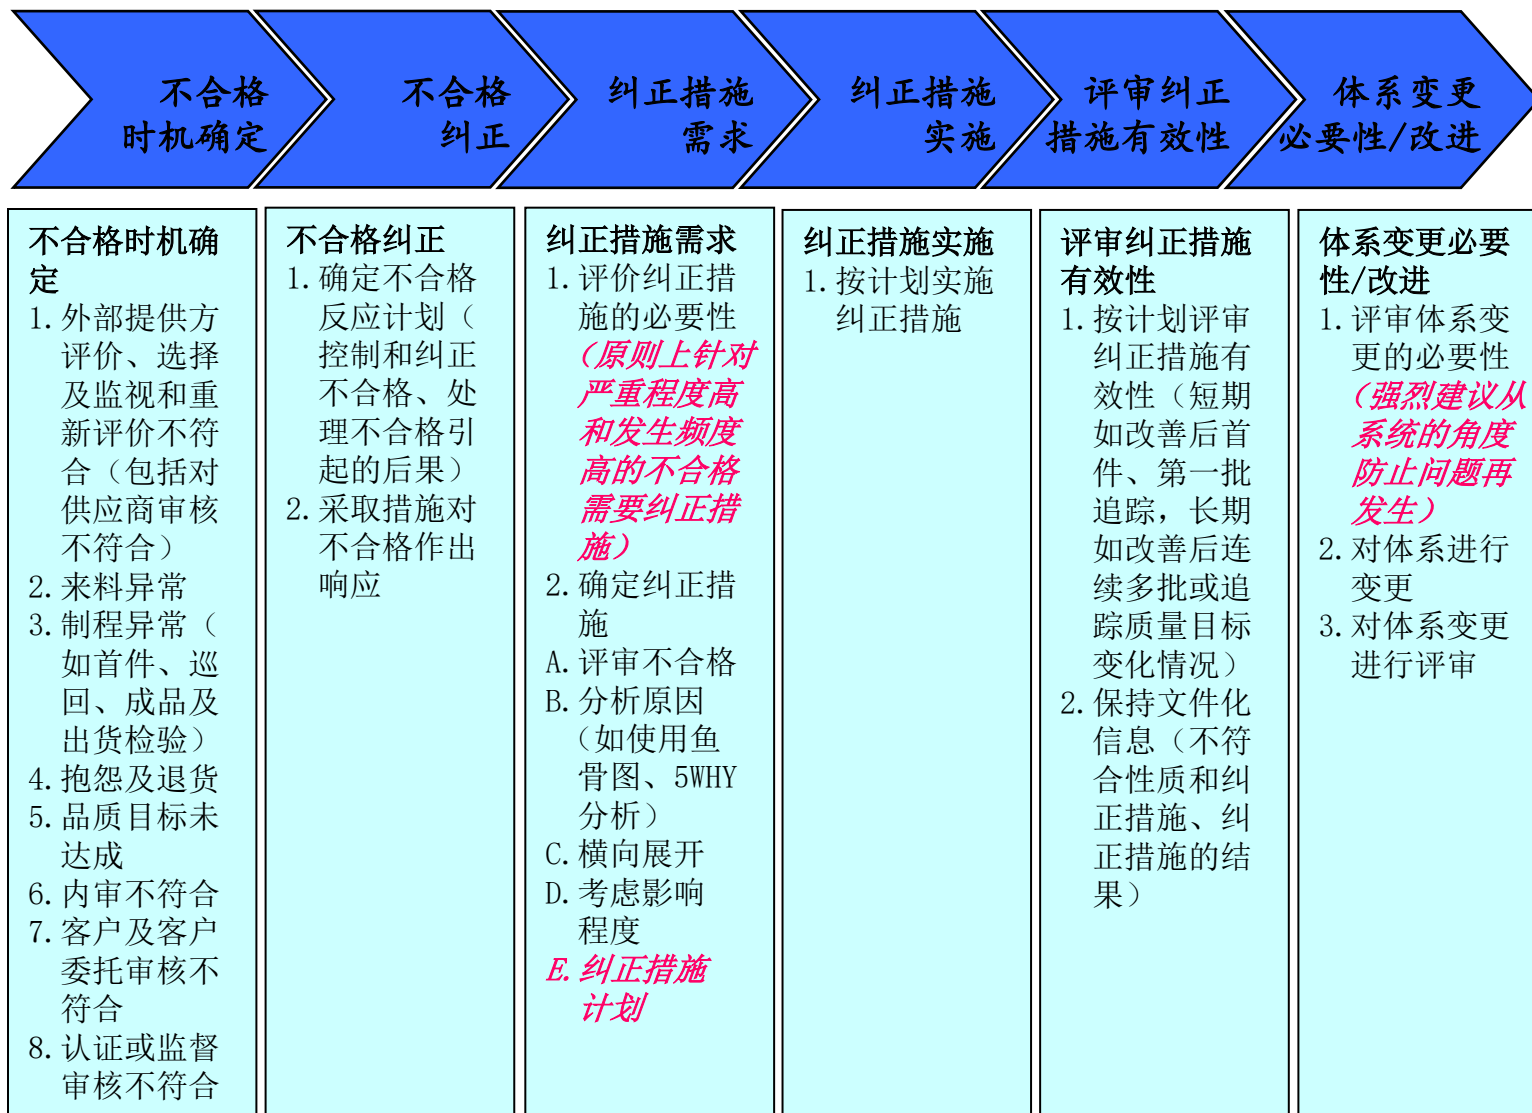 不合格
时机确定
不合格
纠正
纠正措施
需求
纠正措施
实施
评审纠正
措施有效性
体系变更
必要性/改进
不合格时机确
定
1.外部提供方
评价、选择
及监视和重
新评价不符
合（包括对
供应商审核
不符合）
2.来料异常
3.制程异常（
如首件、巡
回、成品及
出货检验）
4.抱怨及退货
5.品质目标未
达成
6.内审不符合
7.客户及客户
委托审核不
符合
8.认证或监督
审核不符合
不合格纠正
1.确定不合格
反应计划（
控制和纠正
不合格、处
理不合格引
起的后果）
2.采取措施对
不合格作出
响应
纠正措施需求
1.评价纠正措
施的必要性
（原则上针对
严重程度高
和发生频度
高的不合格
需要纠正措
施）
2.确定纠正措
施
A.评审不合格
B.分析原因
（如使用鱼
骨图、5WHY
分析）
C.横向展开
D.考虑影响
程度
E.纠正措施
计划
纠正措施实施
1.按计划实施
纠正措施
评审纠正措施
有效性
1.按计划评审
纠正措施有
效性（短期
如改善后首
件、第一批
追踪，长期
如改善后连
续多批或追
踪质量目标
变化情况）
2.保持文件化
信息（不符
合性质和纠
正措施、纠
正措施的结
果）
体系变更必要
性/改进
1.评审体系变
更的必要性
（强烈建议从
系统的角度
防止问题再
发生）
2.对体系进行
变更
3.对体系变更
进行评审